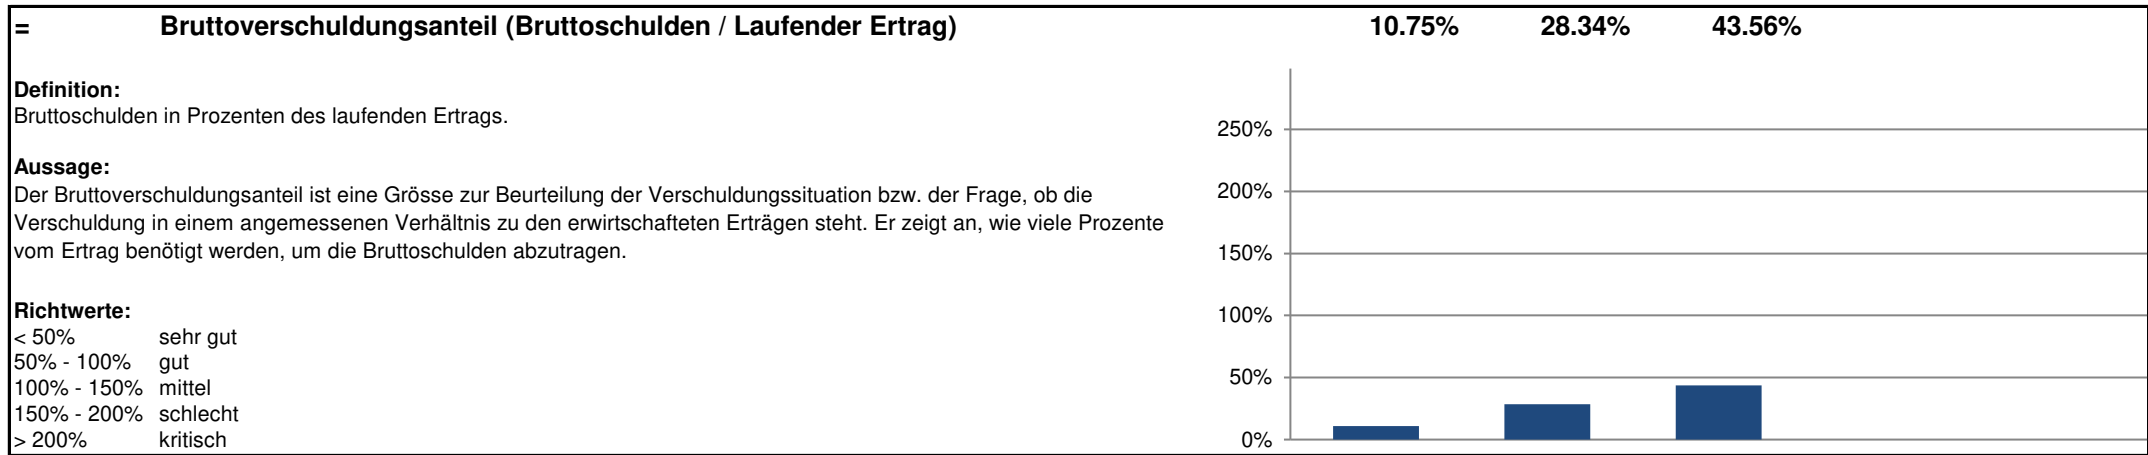 = Bruttoverschuldungsanteil (Bruttoschulden / Laufender Ertrag) 10.75% 28.34% 43.56%
Definition:
Bruttoschulden in Prozenten des laufenden Ertrags.
Aussage:
Der Bruttoverschuldungsanteil ist eine Grösse zur Beurteilung der Verschuldungssituation bzw. der Frage, ob die
Verschuldung in einem angemessenen Verhältnis zu den erwirtschafteten Erträgen steht. Er zeigt an, wie viele Prozente
vom Ertrag benötigt werden, um die Bruttoschulden abzutragen.
Richtwerte:
< 50% sehr gut
50% - 100% gut
100% - 150% mittel
150% - 200% schlecht
> 200% kritisch
250%
200%
150%
100%
50%
0%